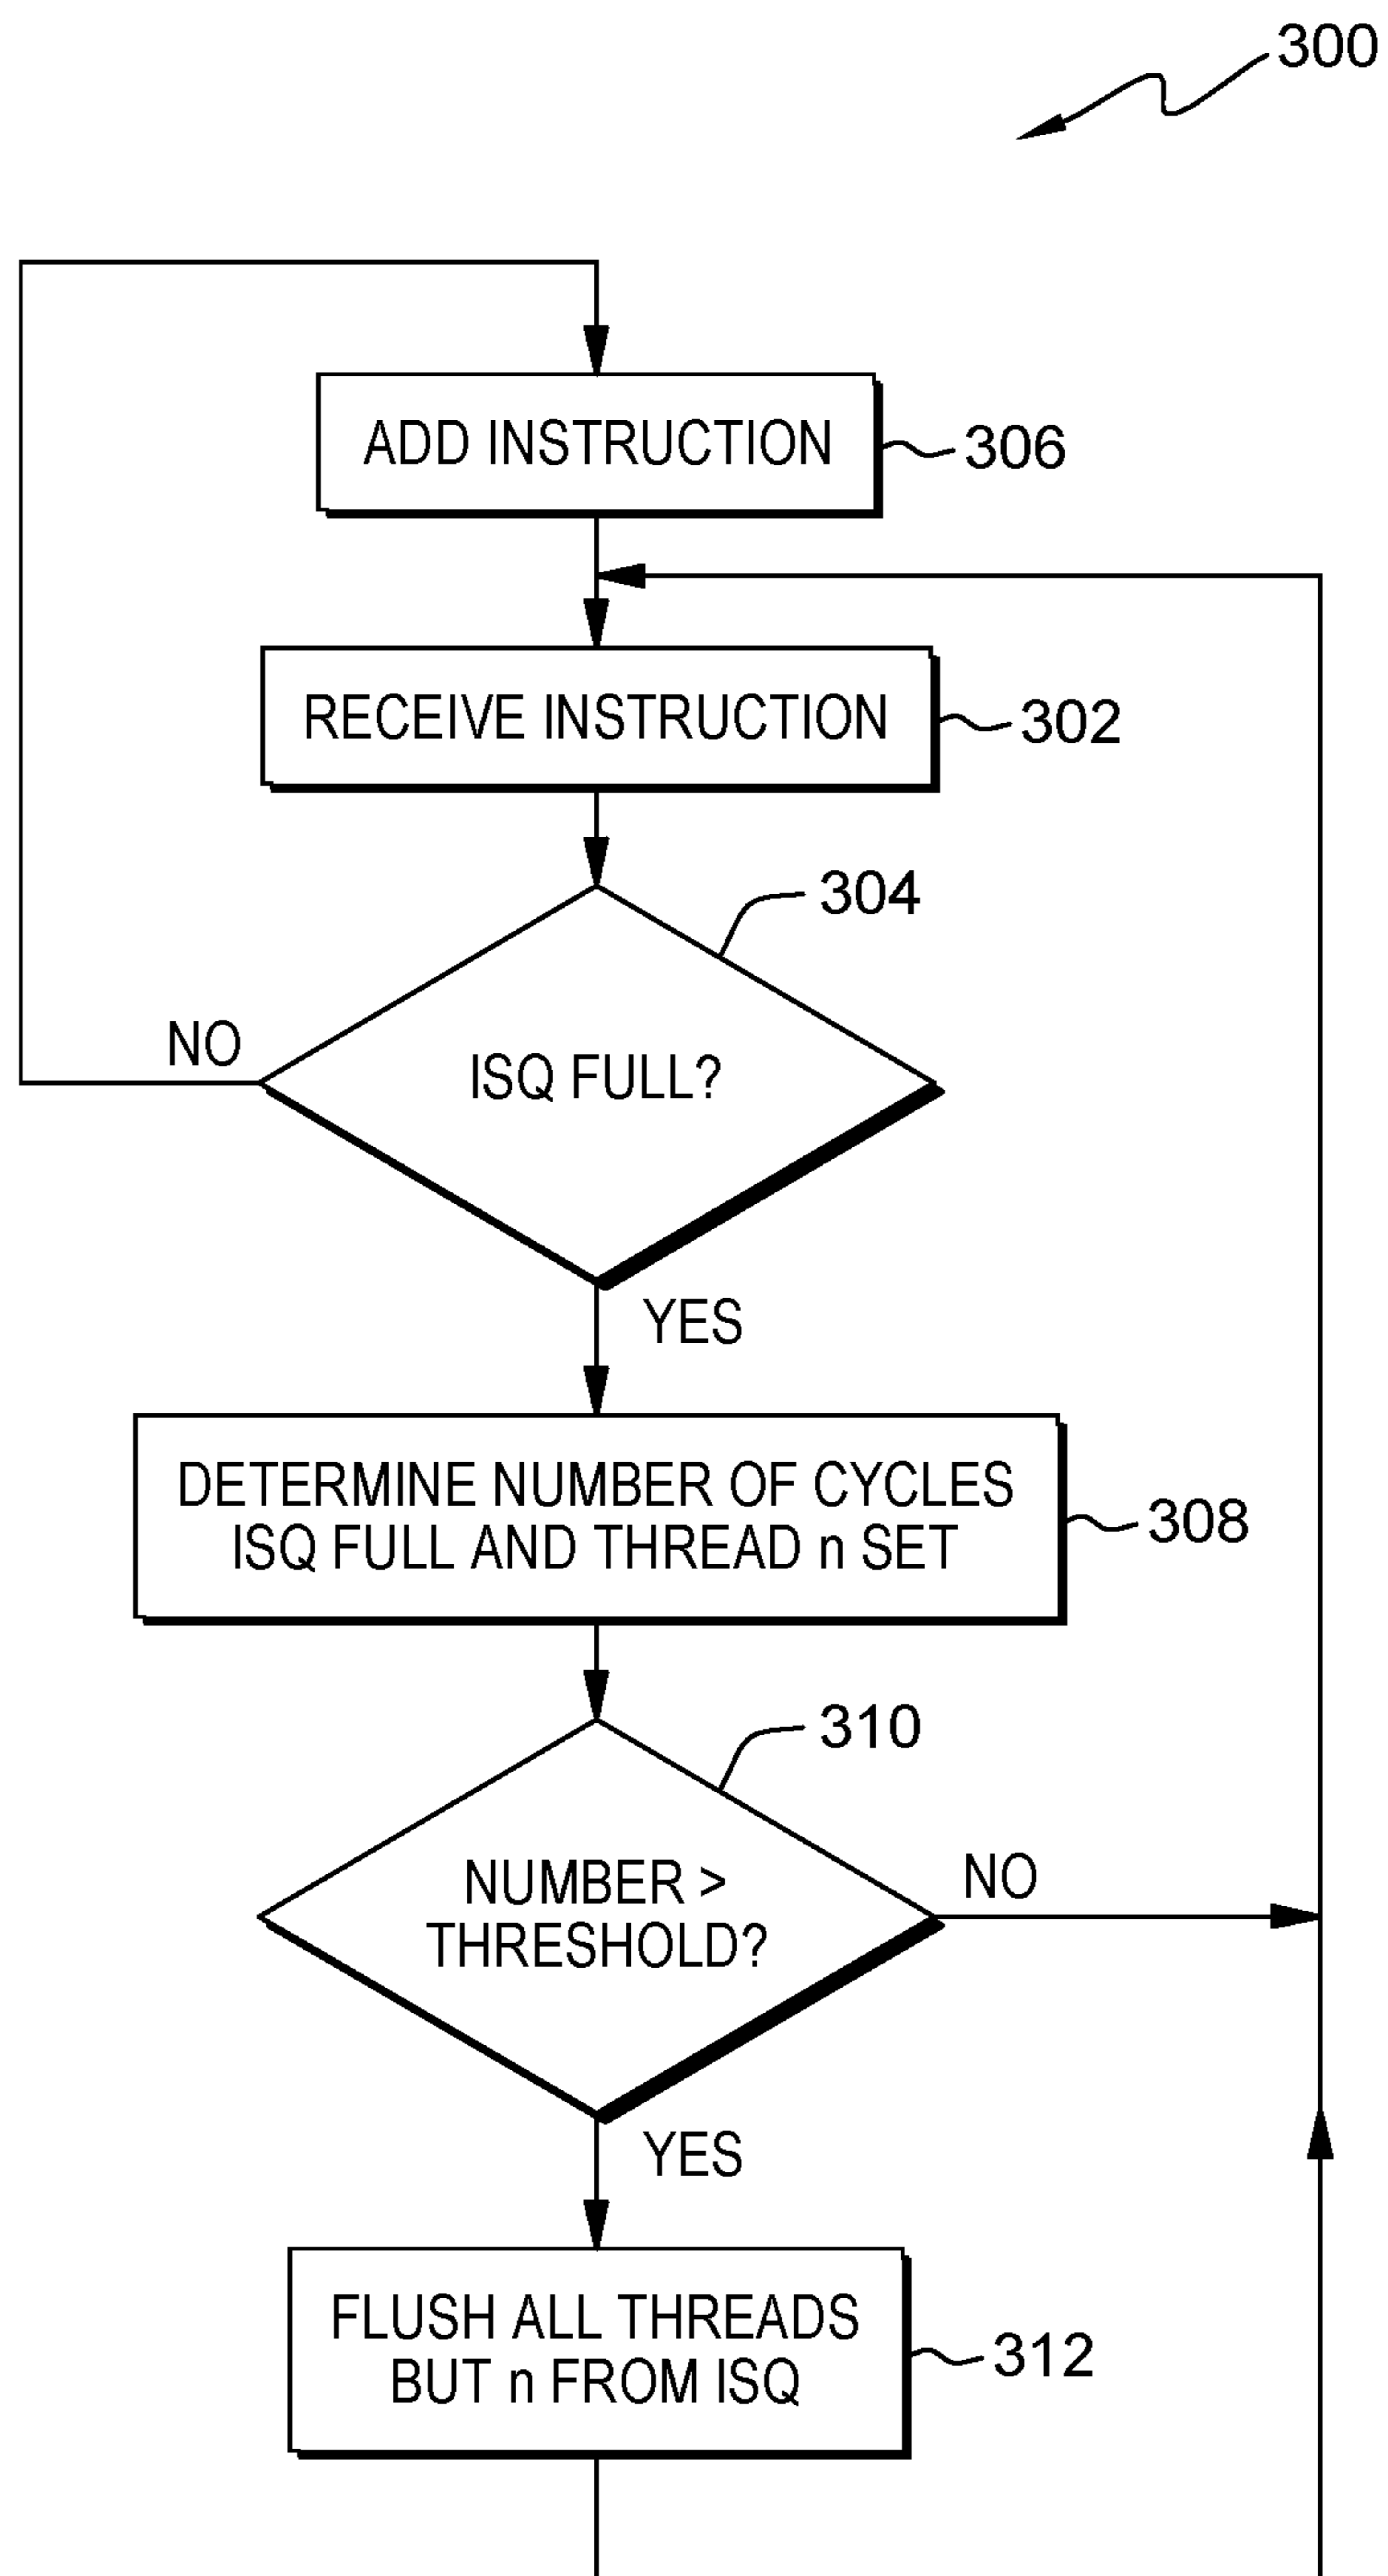 300
ADD INSTRUCTION
306
RECEIVE INSTRUCTION
302
304
ISQ FULL?
NO
YES
DETERMINE NUMBER OF CYCLES
ISQ FULL AND THREAD n SET
308
310
NUMBER >
THRESHOLD?
NO
YES
FLUSH ALL THREADS
BUT n FROM ISQ
312